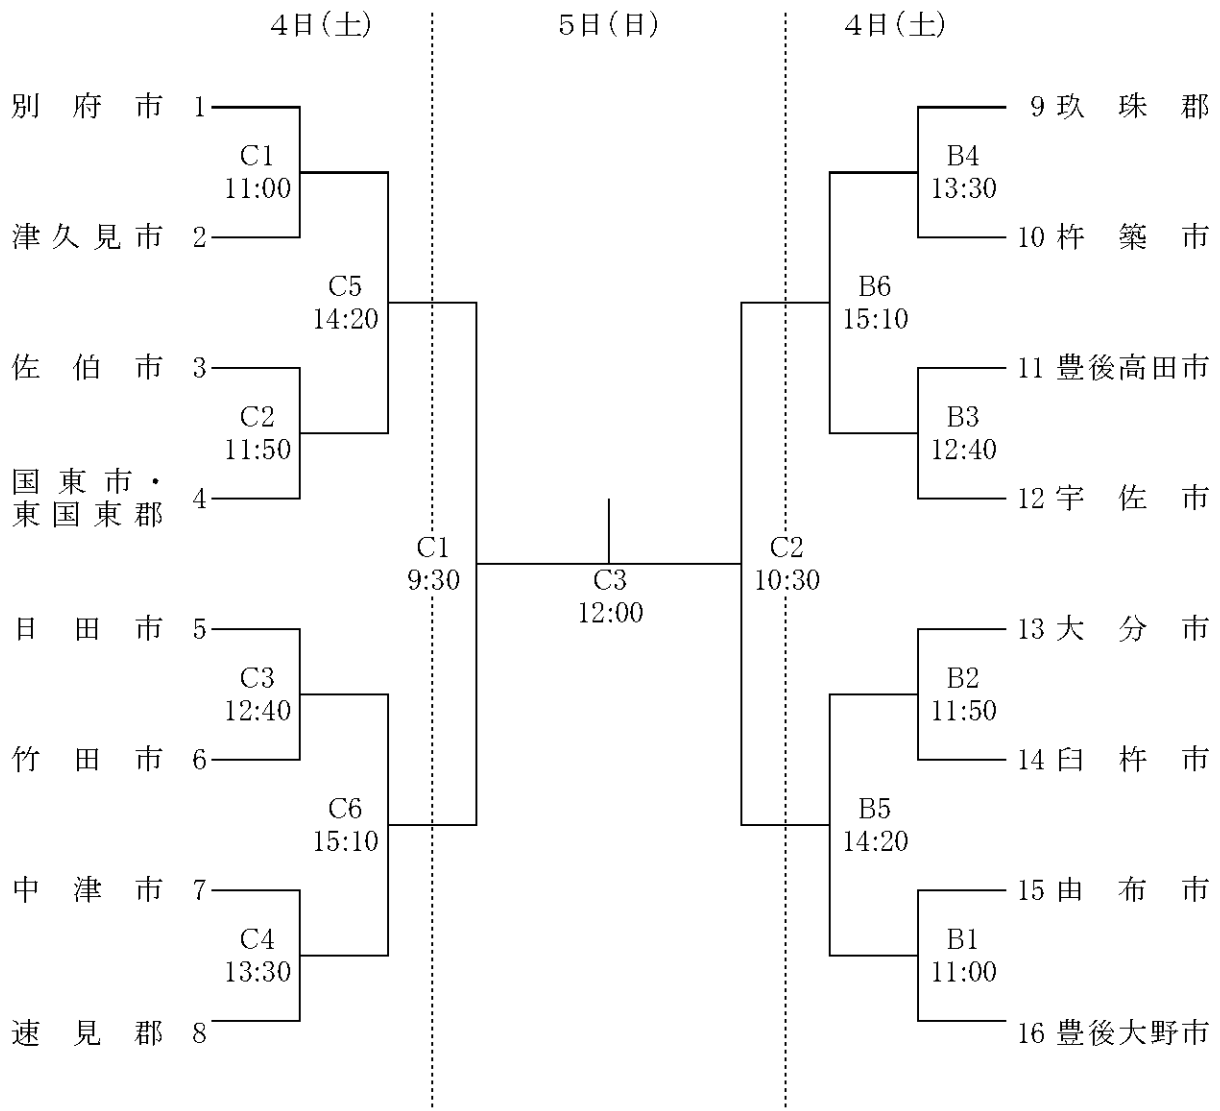 4日(土)
5日(日)
4日(土)
別府市 1
C1
11:00
津久見市 2
C5
14:20
佐伯市 3
C2
11:50
国東市・
東国東郡 4
C1
9:30
日田市 5
C3
12:40
竹田市 6
C6
15:10
中津市 7
C4
13:30
速見郡 8
C3
12:00
9 玖珠郡
B4
13:30
10 杵築市
B6
15:10
11 豊後高田市
B3
12:40
12 宇佐市
C2
10:30
13 大分市
B2
11:50
14 臼杵市
B5
14:20
15 由布市
B1
11:00
16 豊後大野市